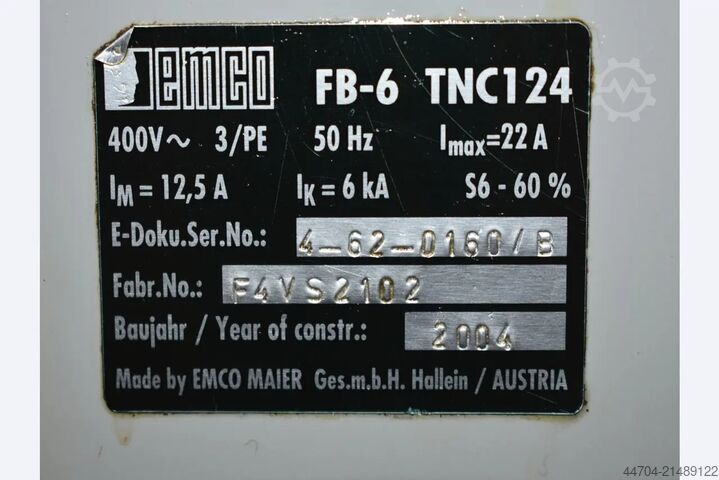 emco FB-6 TNC124
400V~ 3/PE 50 Hz Imax=22 A
IM = 12,5 A IK = 6 kA S6 - 60 %
E-Doku.Ser.No.: 4-62-0160/B
Fabr.No.: F4VS2102
Baujahr / Year of constr.: 2004
Made by EMCO MAIER Ges.m.b.H. Hallein / AUSTRIA
44704-21489122